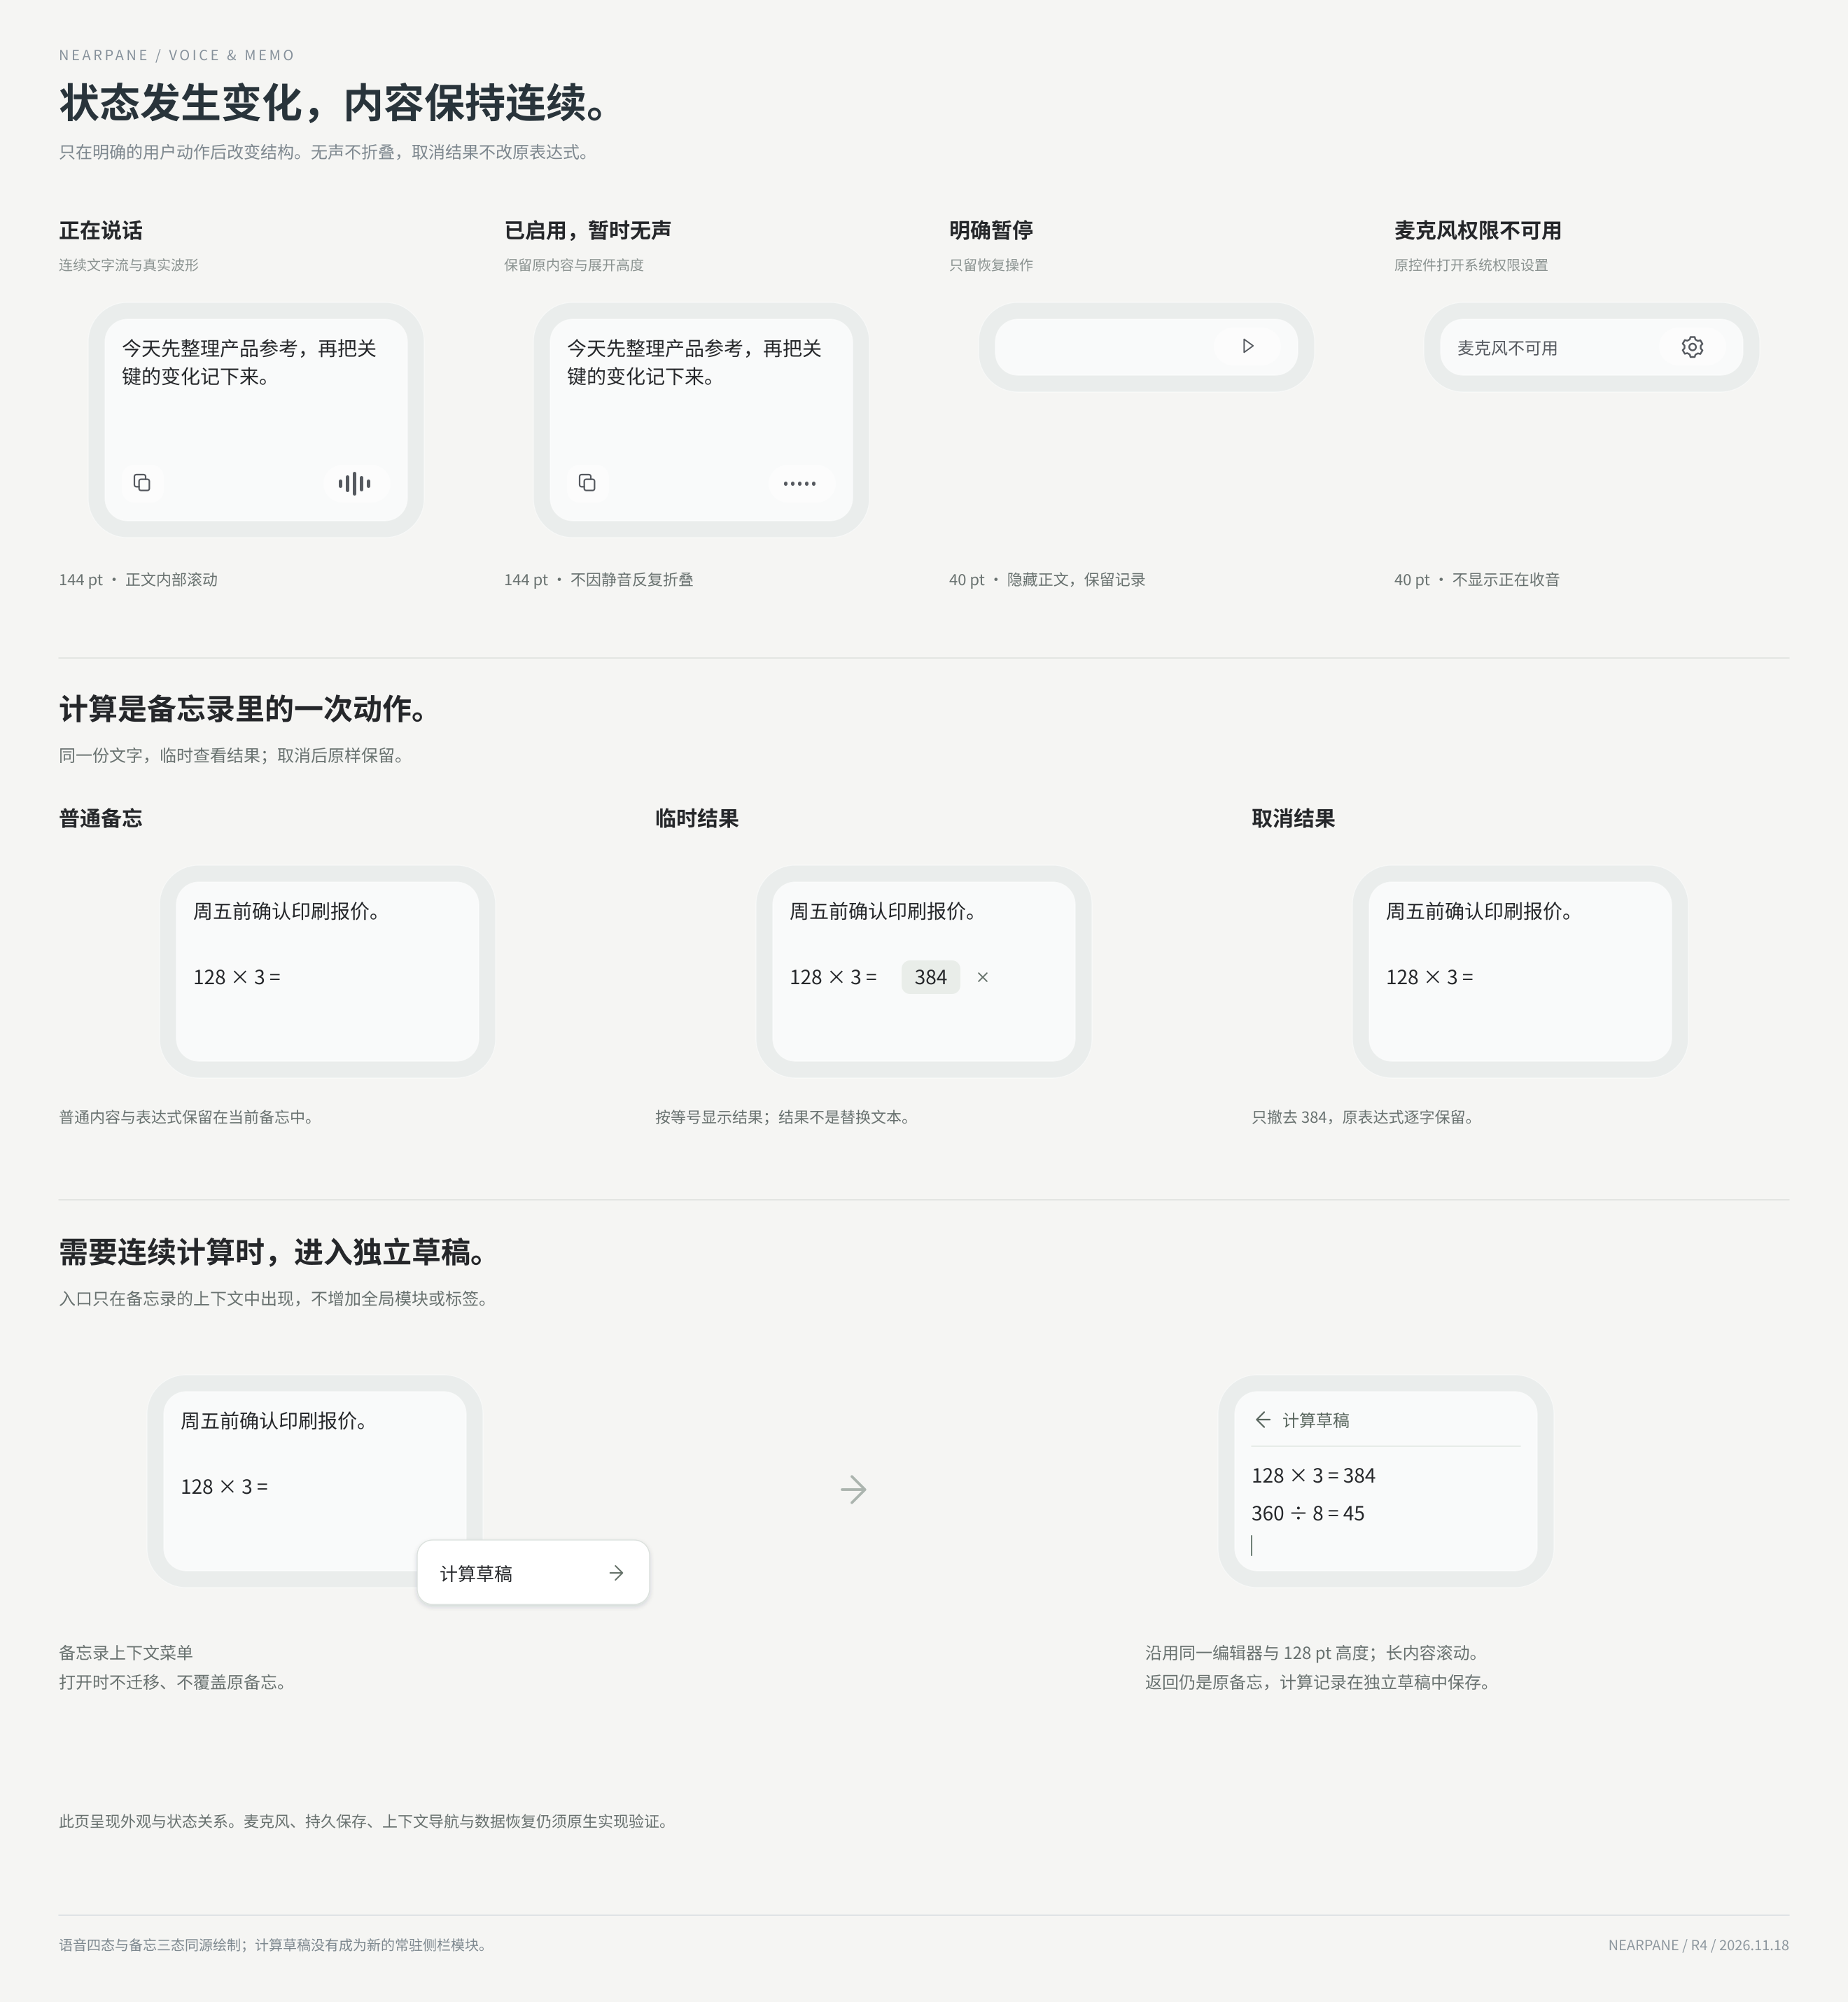 NEARPANE / VOICE & MEMO
状态发生变化，内容保持连续。
只在明确的用户动作后改变结构。无声不折叠，取消结果不改原表达式。
正在说话
连续文字流与真实波形
今天先整理产品参考，再把关
键的变化记下来。
144 pt · 正文内部滚动
已启用，暂时无声
保留原内容与展开高度
今天先整理产品参考，再把关
键的变化记下来。
144 pt · 不因静音反复折叠
明确暂停
只留恢复操作
40 pt · 隐藏正文，保留记录
麦克风权限不可用
原控件打开系统权限设置
麦克风不可用
40 pt · 不显示正在收音
计算是备忘录里的一次动作。
同一份文字，临时查看结果；取消后原样保留。
普通备忘
周五前确认印刷报价。
128 × 3 =
普通内容与表达式保留在当前备忘中。
临时结果
周五前确认印刷报价。
128 × 3 = 384 ×
按等号显示结果；结果不是替换文本。
取消结果
周五前确认印刷报价。
128 × 3 =
只撤去 384，原表达式逐字保留。
需要连续计算时，进入独立草稿。
入口只在备忘录的上下文中出现，不增加全局模块或标签。
周五前确认印刷报价。
128 × 3 =
计算草稿 →
备忘录上下文菜单
打开时不迁移、不覆盖原备忘。
→
← 计算草稿
128 × 3 = 384
360 ÷ 8 = 45
沿用同一编辑器与 128 pt 高度；长内容滚动。
返回仍是原备忘，计算记录在独立草稿中保存。
此页呈现外观与状态关系。麦克风、持久保存、上下文导航与数据恢复仍须原生实现验证。
语音四态与备忘三态同源绘制；计算草稿没有成为新的常驻侧栏模块。
NEARPANE / R4 / 2026.11.18